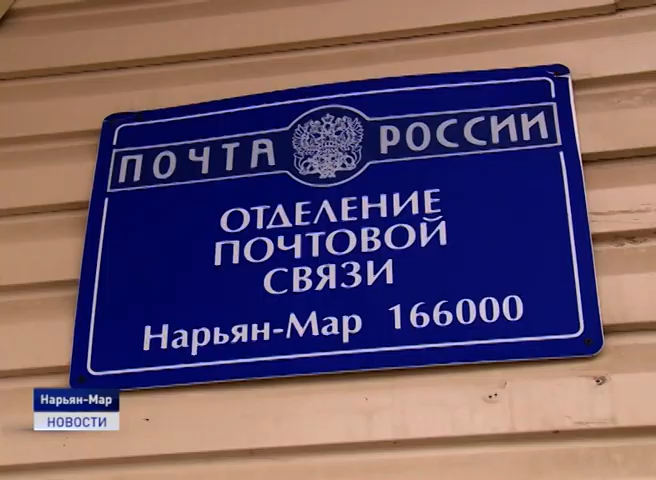 ПОЧТА РОССИИ
ОТДЕЛЕНИЕ
ПОЧТОВОЙ
СВЯЗИ
Нарьян-Мар 166000
Нарьян-Мар
НОВОСТИ